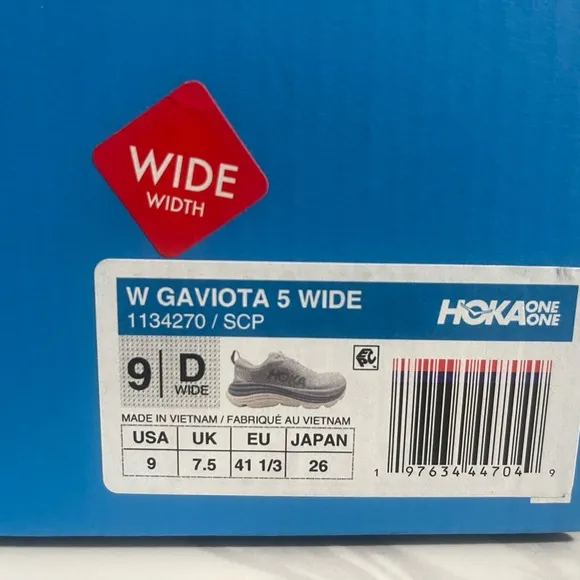 WIDE
WIDTH
W GAVIOTA 5 WIDE
1134270 / SCP
HOKA ONE ONE
9 | D
WIDE
HOKA
MADE IN VIETNAM / FABRIQUÉ AU VIETNAM
USA UK EU JAPAN
9 7.5 41 1/3 26
1 97634 44704 9